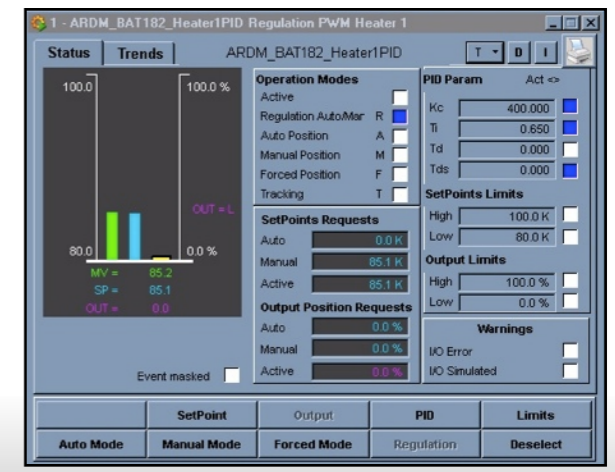 1 - ARDM_BAT182_Heater1PID Regulation PWM Heater 1
Status Trends ARDM_BAT182_Heater1PID T D I
100.0 100.0 %
OUT = L
80.0 0.0 %
MV = 85.2
SP = 85.1
OUT = 0.0
Event masked
Operation Modes
Active
Regulation Auto/Mar R
Auto Position A
Manual Position M
Forced Position F
Tracking T
SetPoints Requests
Auto 0.0 K
Manual 85.1 K
Active 85.1 K
Output Position Requests
Auto 0.0 %
Manual 0.0 %
Active 0.0 %
PID Param Act <>
Kc 400.000
Ti 0.650
Td 0.000
Tds 0.000
SetPoints Limits
High 100.0 K
Low 80.0 K
Output Limits
High 100.0 %
Low 0.0 %
Warnings
I/O Error
I/O Simulated
SetPoint Output PID Limits
Auto Mode Manual Mode Forced Mode Regulation Deselect